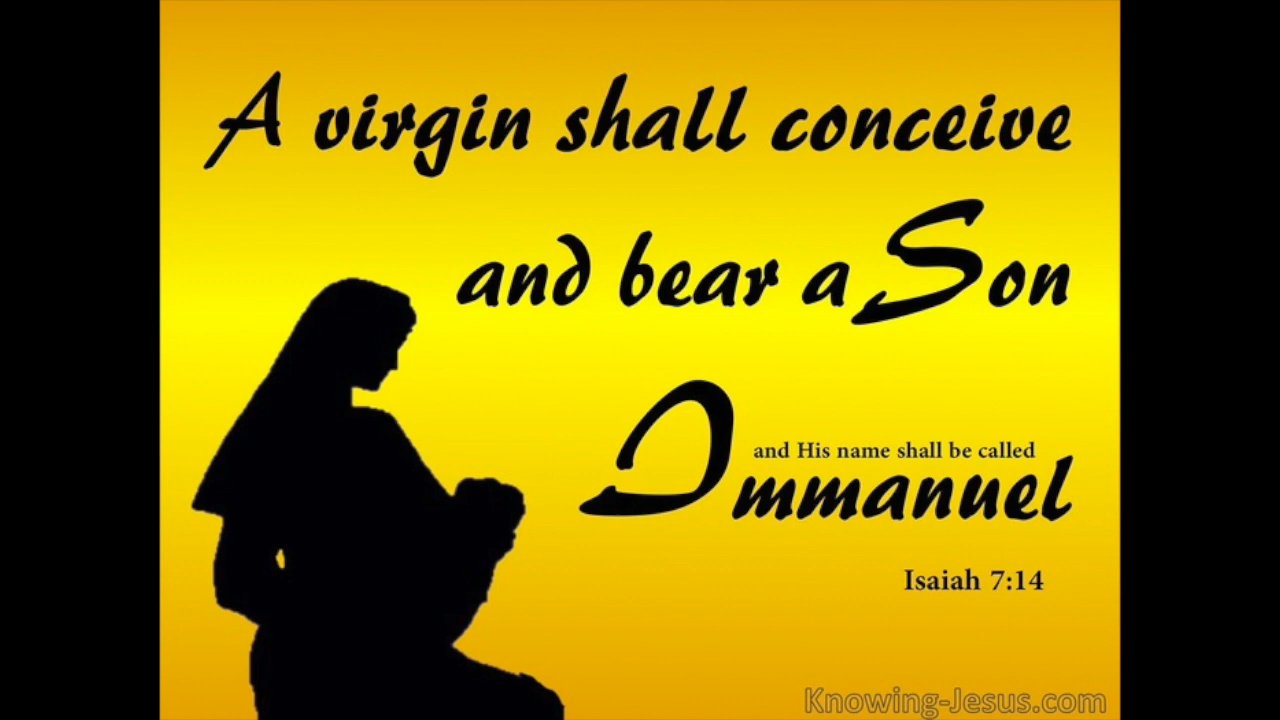 A virgin shall conceive
and bear a Son
and His name shall be called
Immanuel
Isaiah 7:14
Knowing-Jesus.com